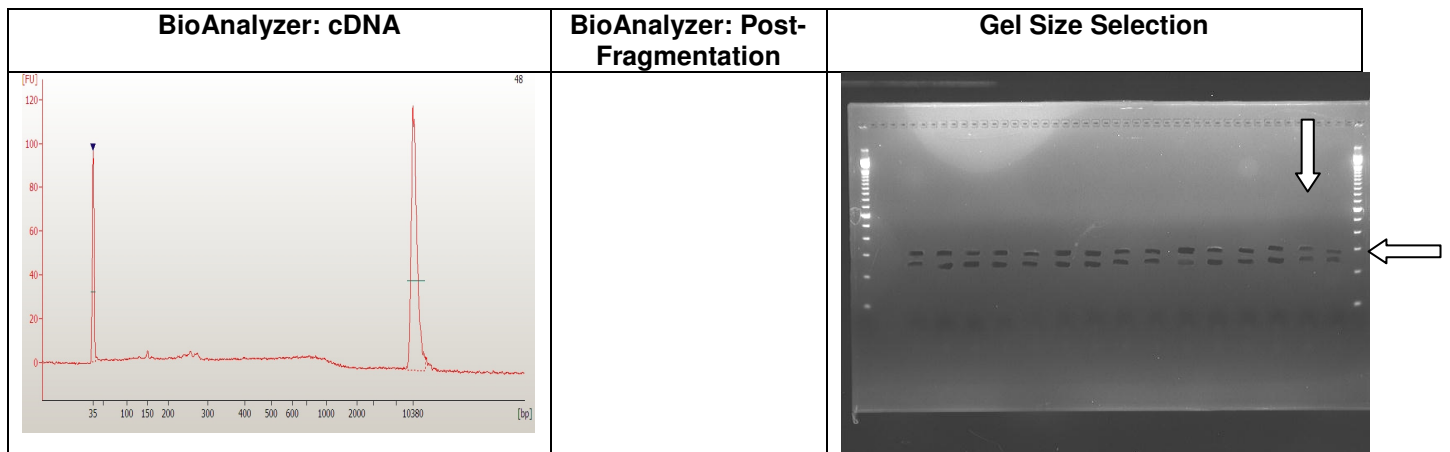 BioAnalyzer: cDNA
BioAnalyzer: Post-
Fragmentation
Gel Size Selection
[FU]
48
120
100
80
60
40
20
0
35 100 150 200 300 400 500 600 1000 2000 10380 [bp]